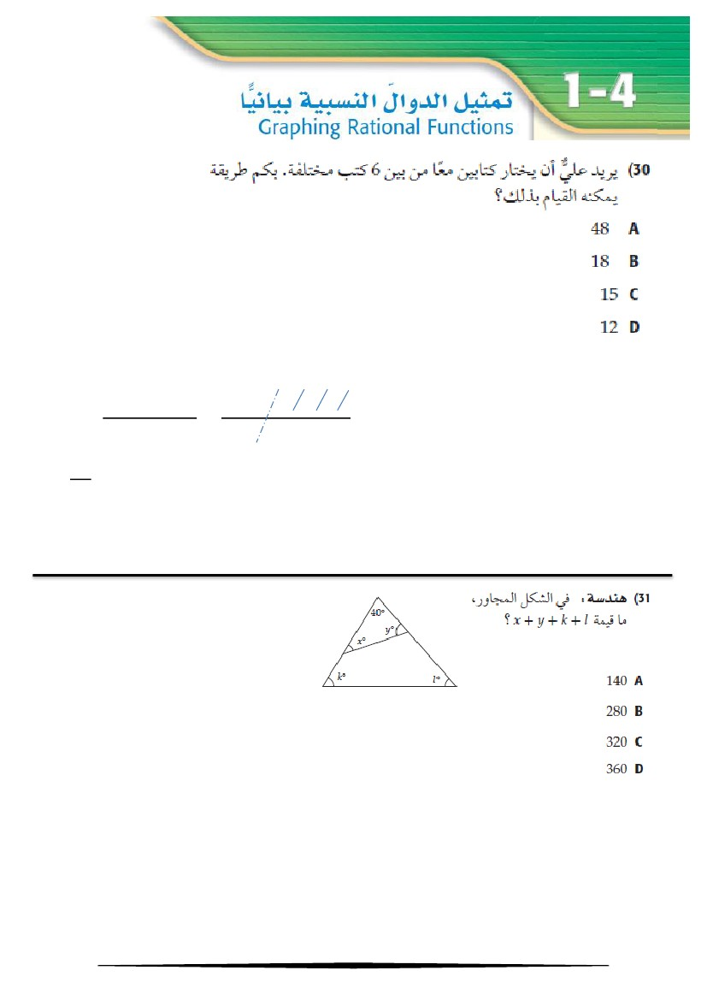 1-4
تمثيل الدوالّ النسبية بيانيًّا
Graphing Rational Functions
30) يريد عليٌّ أن يختار كتابين معًا من بين 6 كتب مختلفة. بكم طريقة
يمكنه القيام بذلك؟
48 A
18 B
15 C
12 D
31) هندسة: في الشكل المجاور،
ما قيمة x + y + k + l ؟
40°
y°
x°
k°
l°
140 A
280 B
320 C
360 D